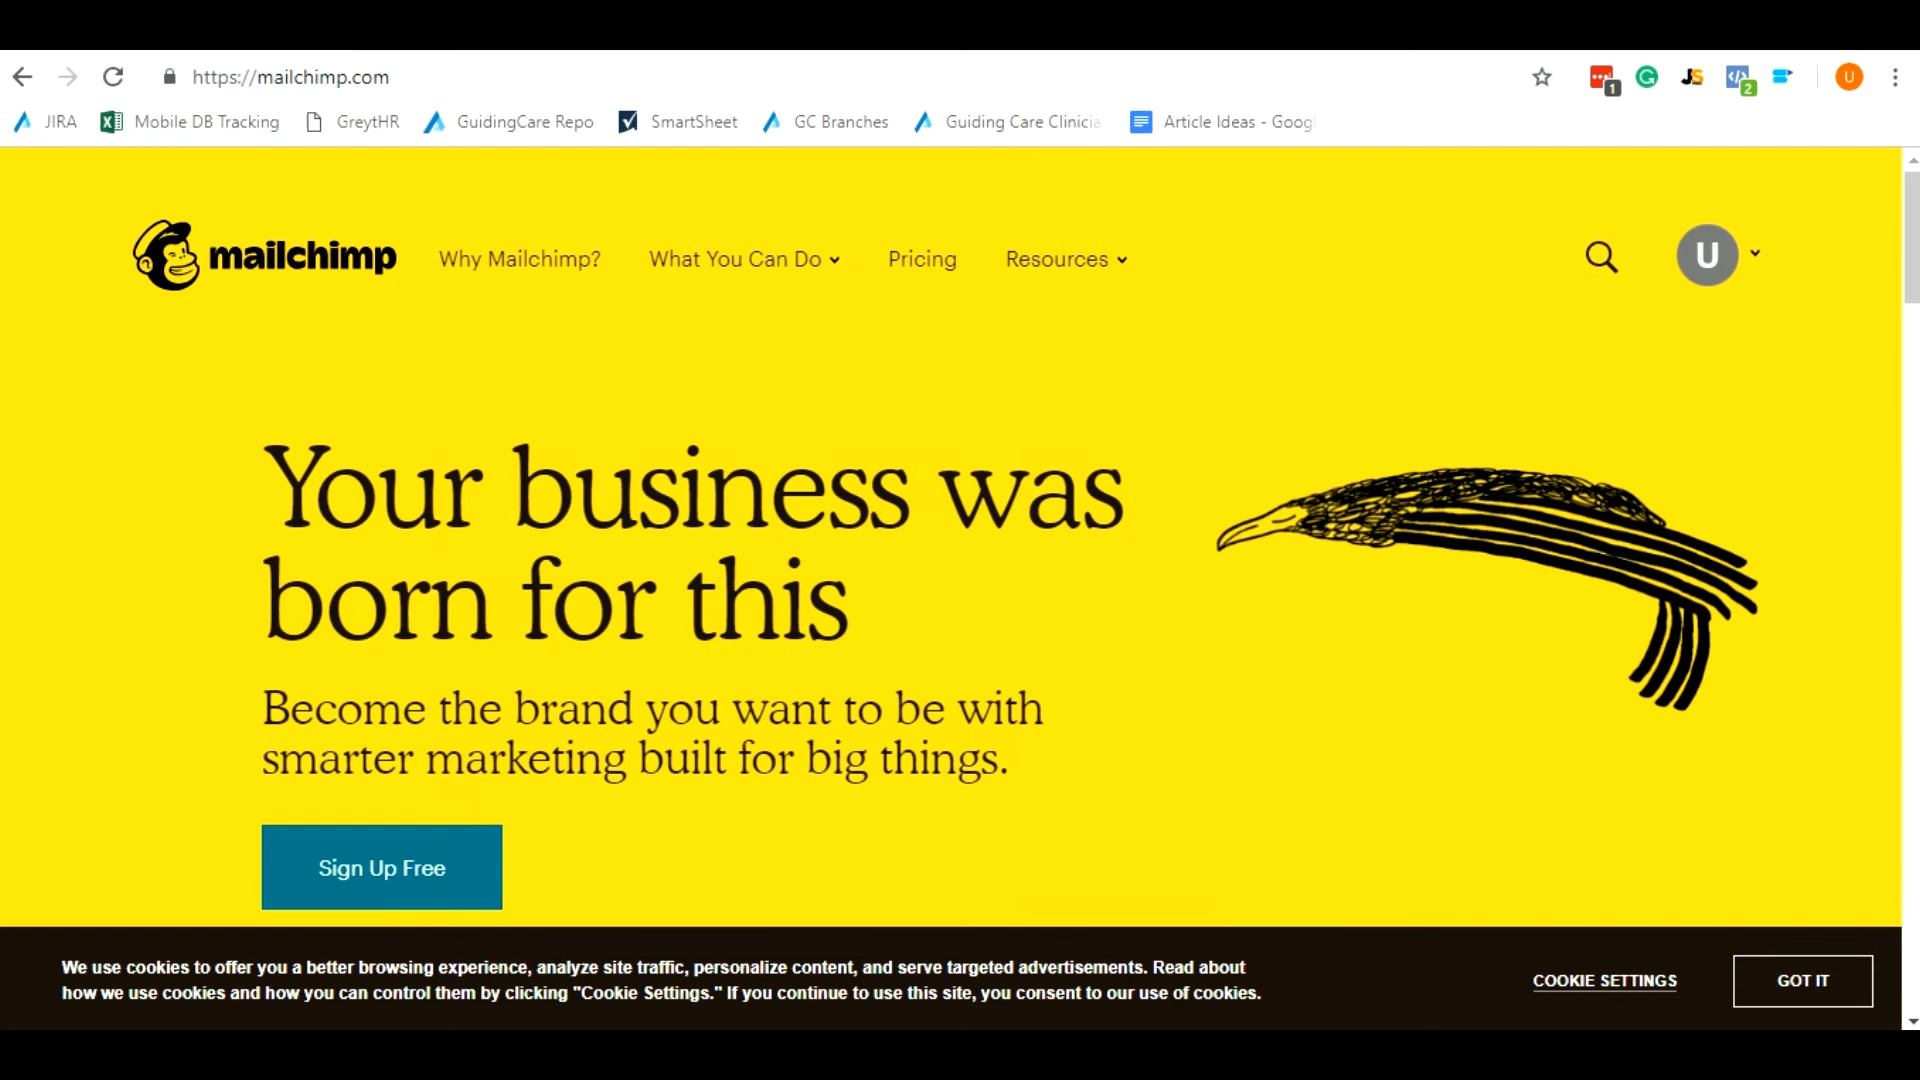 https://mailchimp.com
1
JS
2
U
JIRA Mobile DB Tracking GreytHR GuidingCare Repo SmartSheet GC Branches Guiding Care Clinicia Article Ideas - Goog
mailchimp Why Mailchimp? What You Can Do Pricing Resources U
Your business was
born for this
Become the brand you want to be with
smarter marketing built for big things.
Sign Up Free
We use cookies to offer you a better browsing experience, analyze site traffic, personalize content, and serve targeted advertisements. Read about
how we use cookies and how you can control them by clicking "Cookie Settings." If you continue to use this site, you consent to our use of cookies.
COOKIE SETTINGS GOT IT